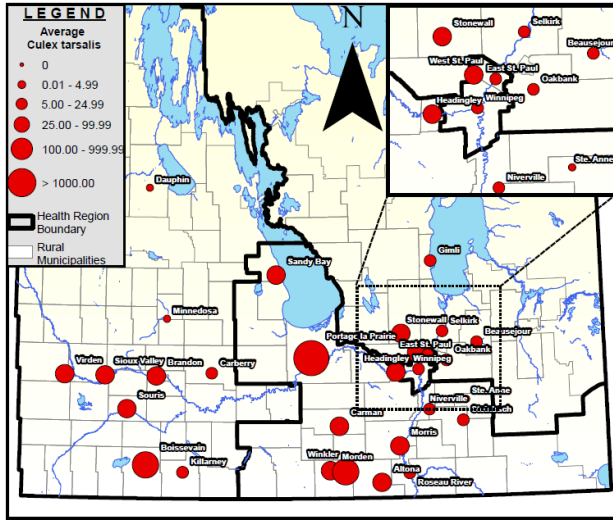 L E G E N D
Average
Culex tarsalis
0
0.01 - 4.99
5.00 - 24.99
25.00 - 99.99
100.00 - 999.99
> 1000.00
Health Region
Boundary
Rural
Municipalities
N
Stonewall
Selkirk
Beausejour
West St. Paul
East St. Paul
Oakbank
Headingley
Winnipeg
Ste. Anne
Niverville
Dauphin
Gimli
Sandy Bay
Minnedosa
Stonewall
Selkirk
Portage la Prairie
Beausejour
East St. Paul
Oakbank
Virden
Sioux Valley
Brandon
Carberry
Headingley
Winnipeg
Ste. Anne
Souris
Niverville
Carman
Morris
Boissevain
Killarney
Winkler
Morden
Altona
Roseau River